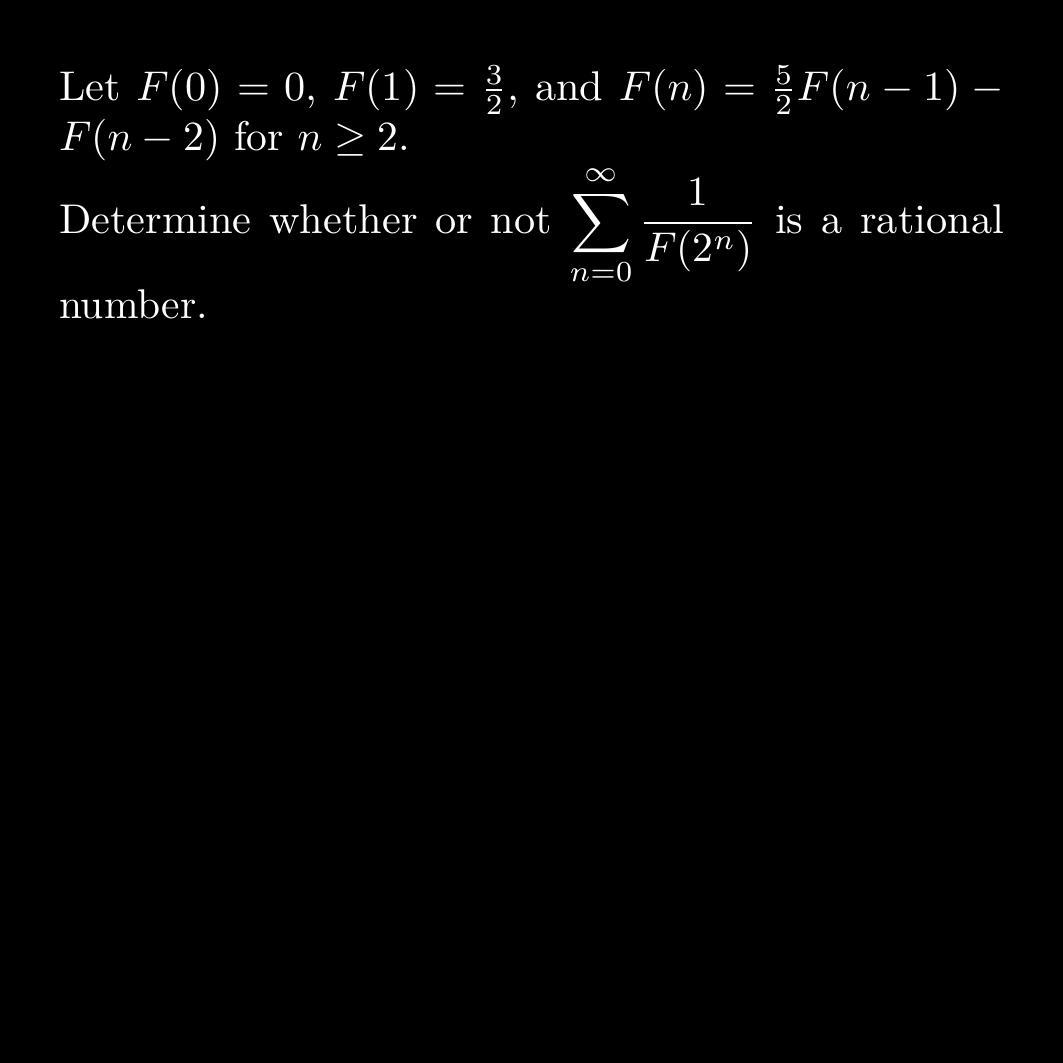 Let $F(0) = 0$, $F(1) = \frac{3}{2}$, and $F(n) = \frac{5}{2}F(n-1) -$
$F(n-2)$ for $n \geq 2$.
Determine whether or not $\displaystyle\sum_{n=0}^{\infty} \frac{1}{F(2^n)}$ is a rational
number.